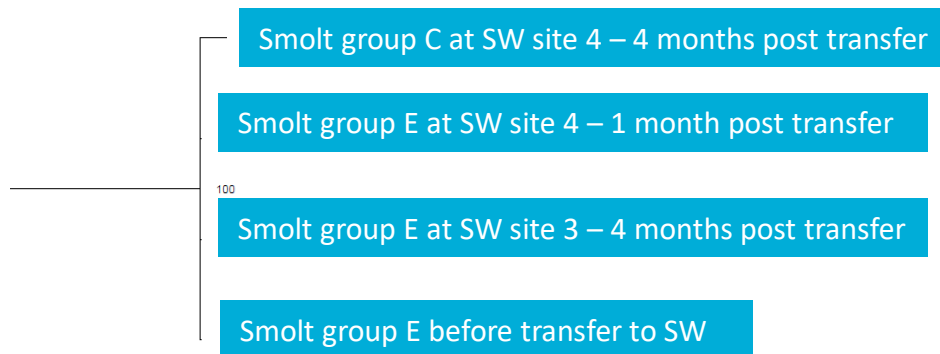 Smolt group C at SW site 4 – 4 months post transfer
Smolt group E at SW site 4 – 1 month post transfer
100
Smolt group E at SW site 3 – 4 months post transfer
Smolt group E before transfer to SW